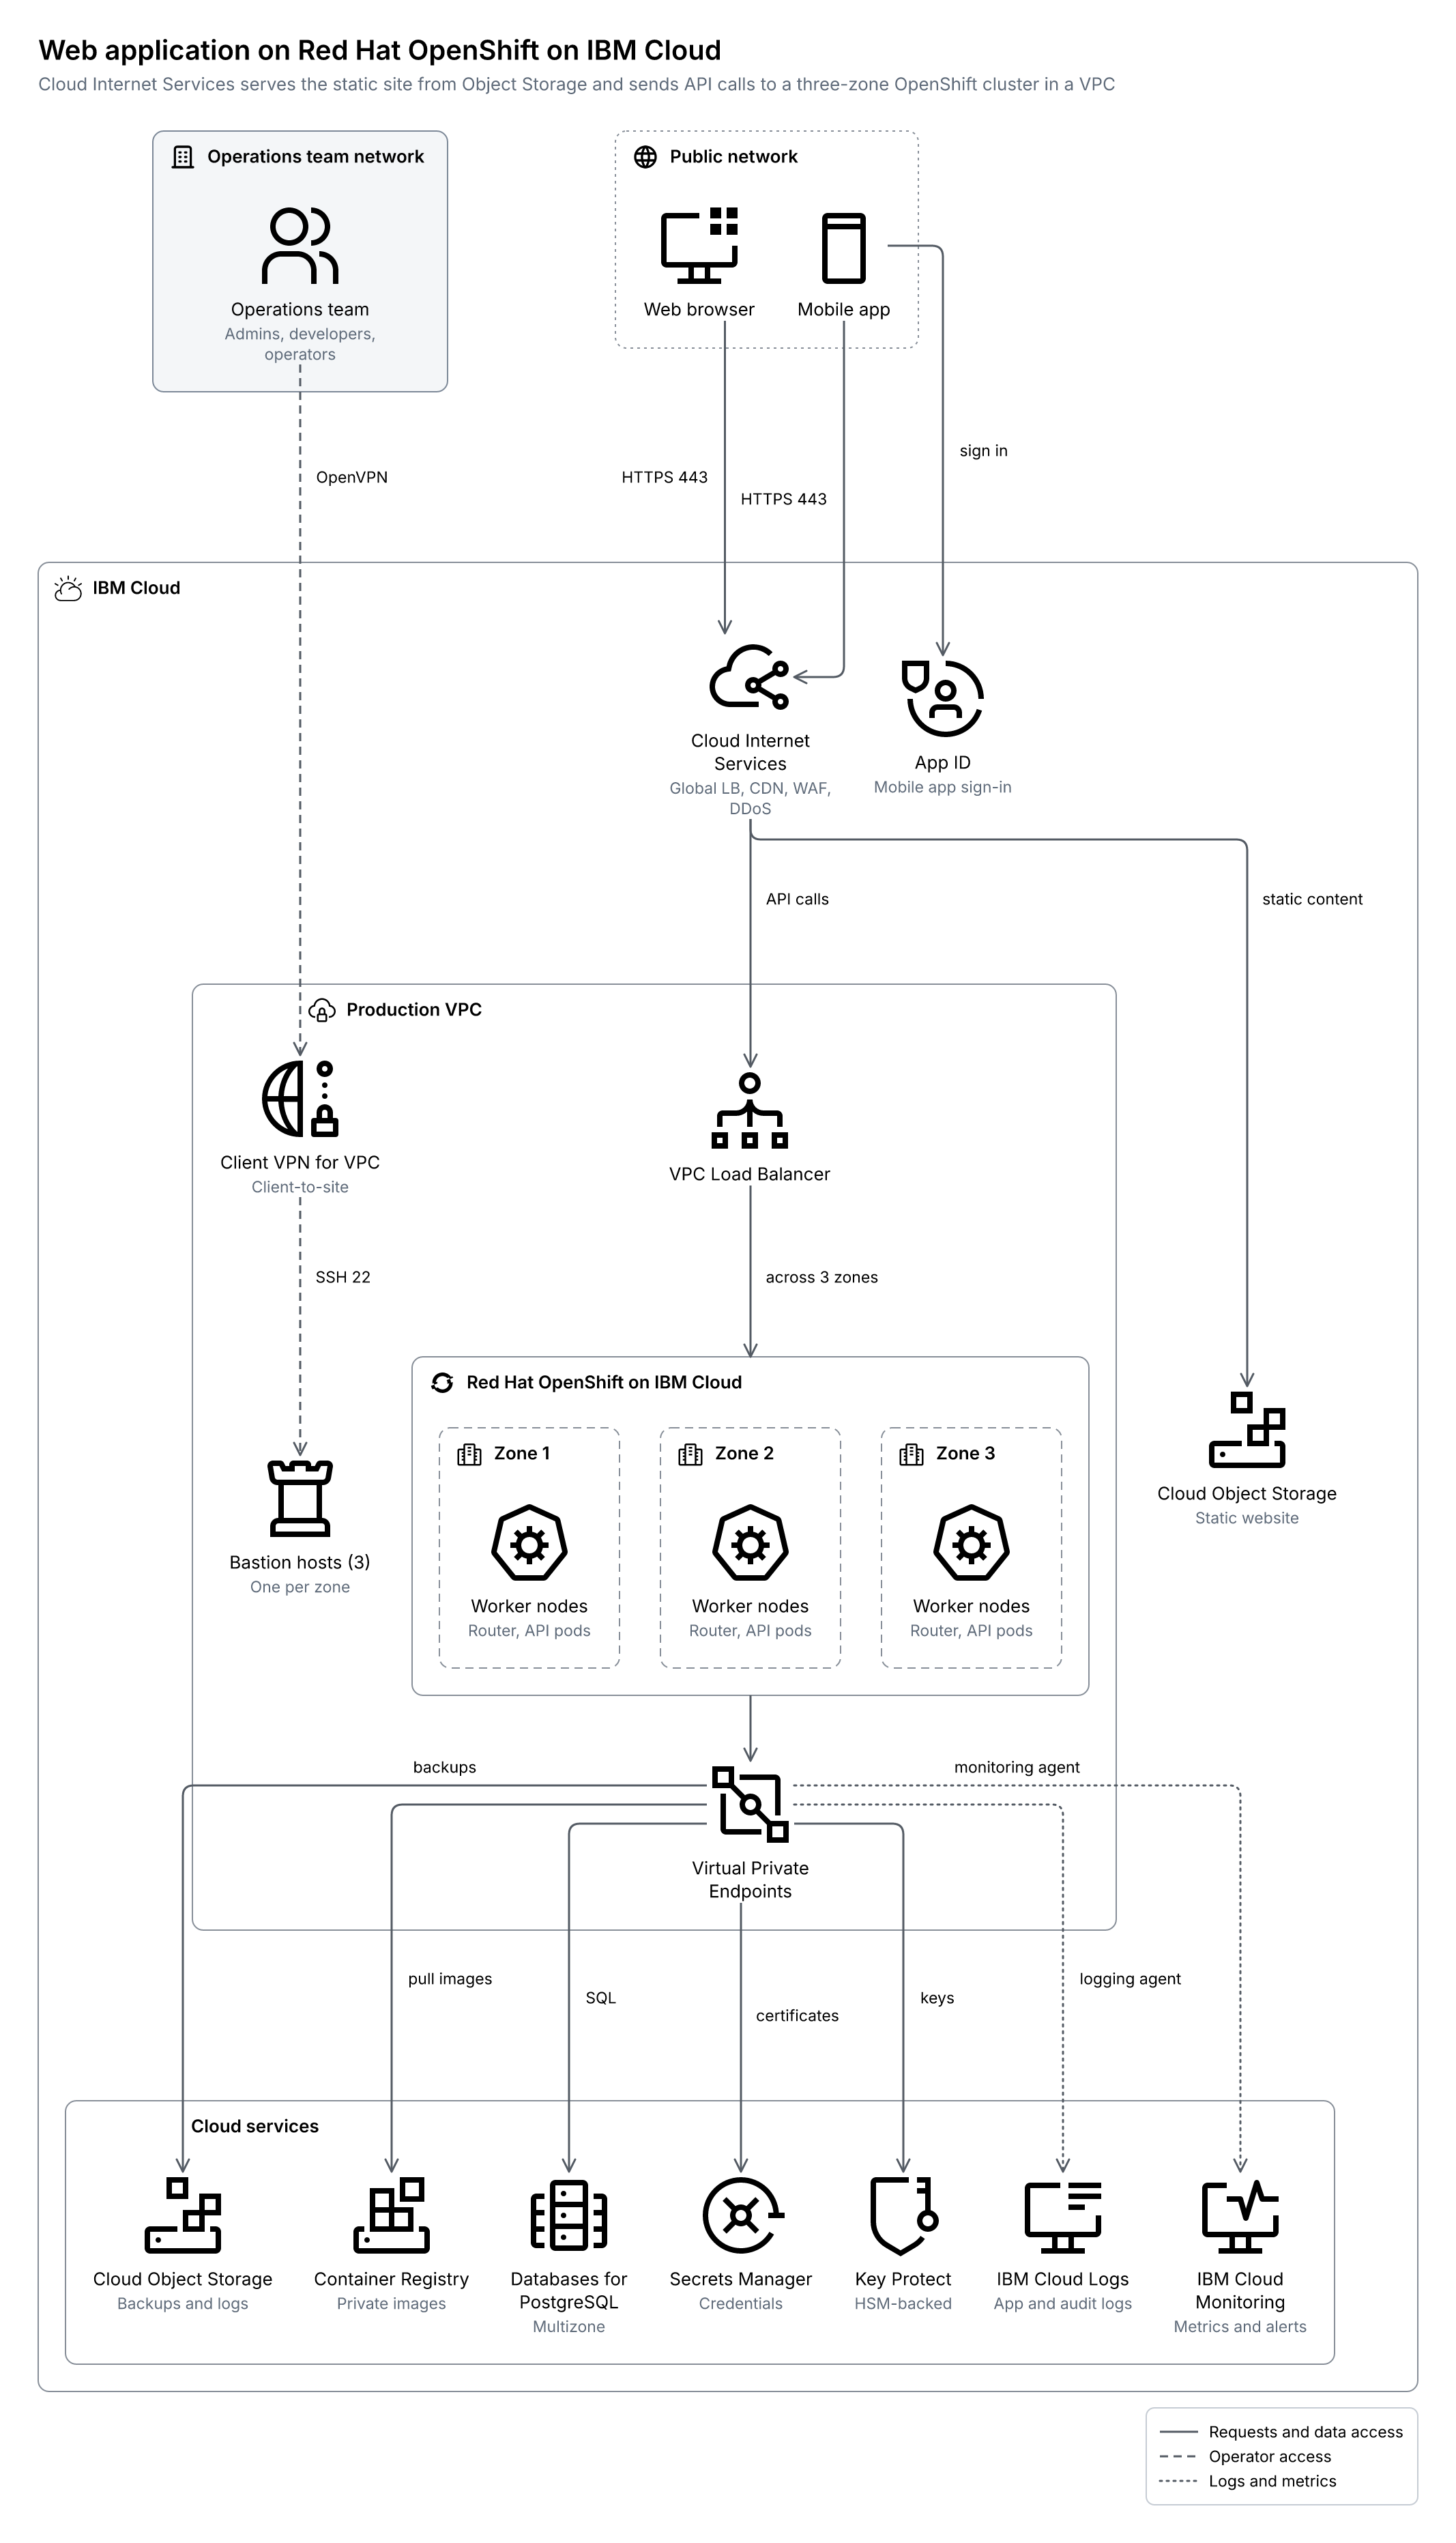 Web application on Red Hat OpenShift on IBM Cloud
Cloud Internet Services serves the static site from Object Storage and sends API calls to a three-zone OpenShift cluster in a VPC
Operations team network
Operations team
Admins, developers,
operators
Public network
Web browser
Mobile app
OpenVPN
HTTPS 443
HTTPS 443
sign in
IBM Cloud
Cloud Internet
Services
Global LB, CDN, WAF,
DDoS
App ID
Mobile app sign-in
API calls
static content
Production VPC
Client VPN for VPC
Client-to-site
VPC Load Balancer
SSH 22
across 3 zones
Red Hat OpenShift on IBM Cloud
Zone 1
Zone 2
Zone 3
Worker nodes
Router, API pods
Worker nodes
Router, API pods
Worker nodes
Router, API pods
Bastion hosts (3)
One per zone
Cloud Object Storage
Static website
backups
monitoring agent
Virtual Private
Endpoints
pull images
SQL
certificates
keys
logging agent
Cloud services
Cloud Object Storage
Backups and logs
Container Registry
Private images
Databases for
PostgreSQL
Multizone
Secrets Manager
Credentials
Key Protect
HSM-backed
IBM Cloud Logs
App and audit logs
IBM Cloud
Monitoring
Metrics and alerts
Requests and data access
Operator access
Logs and metrics